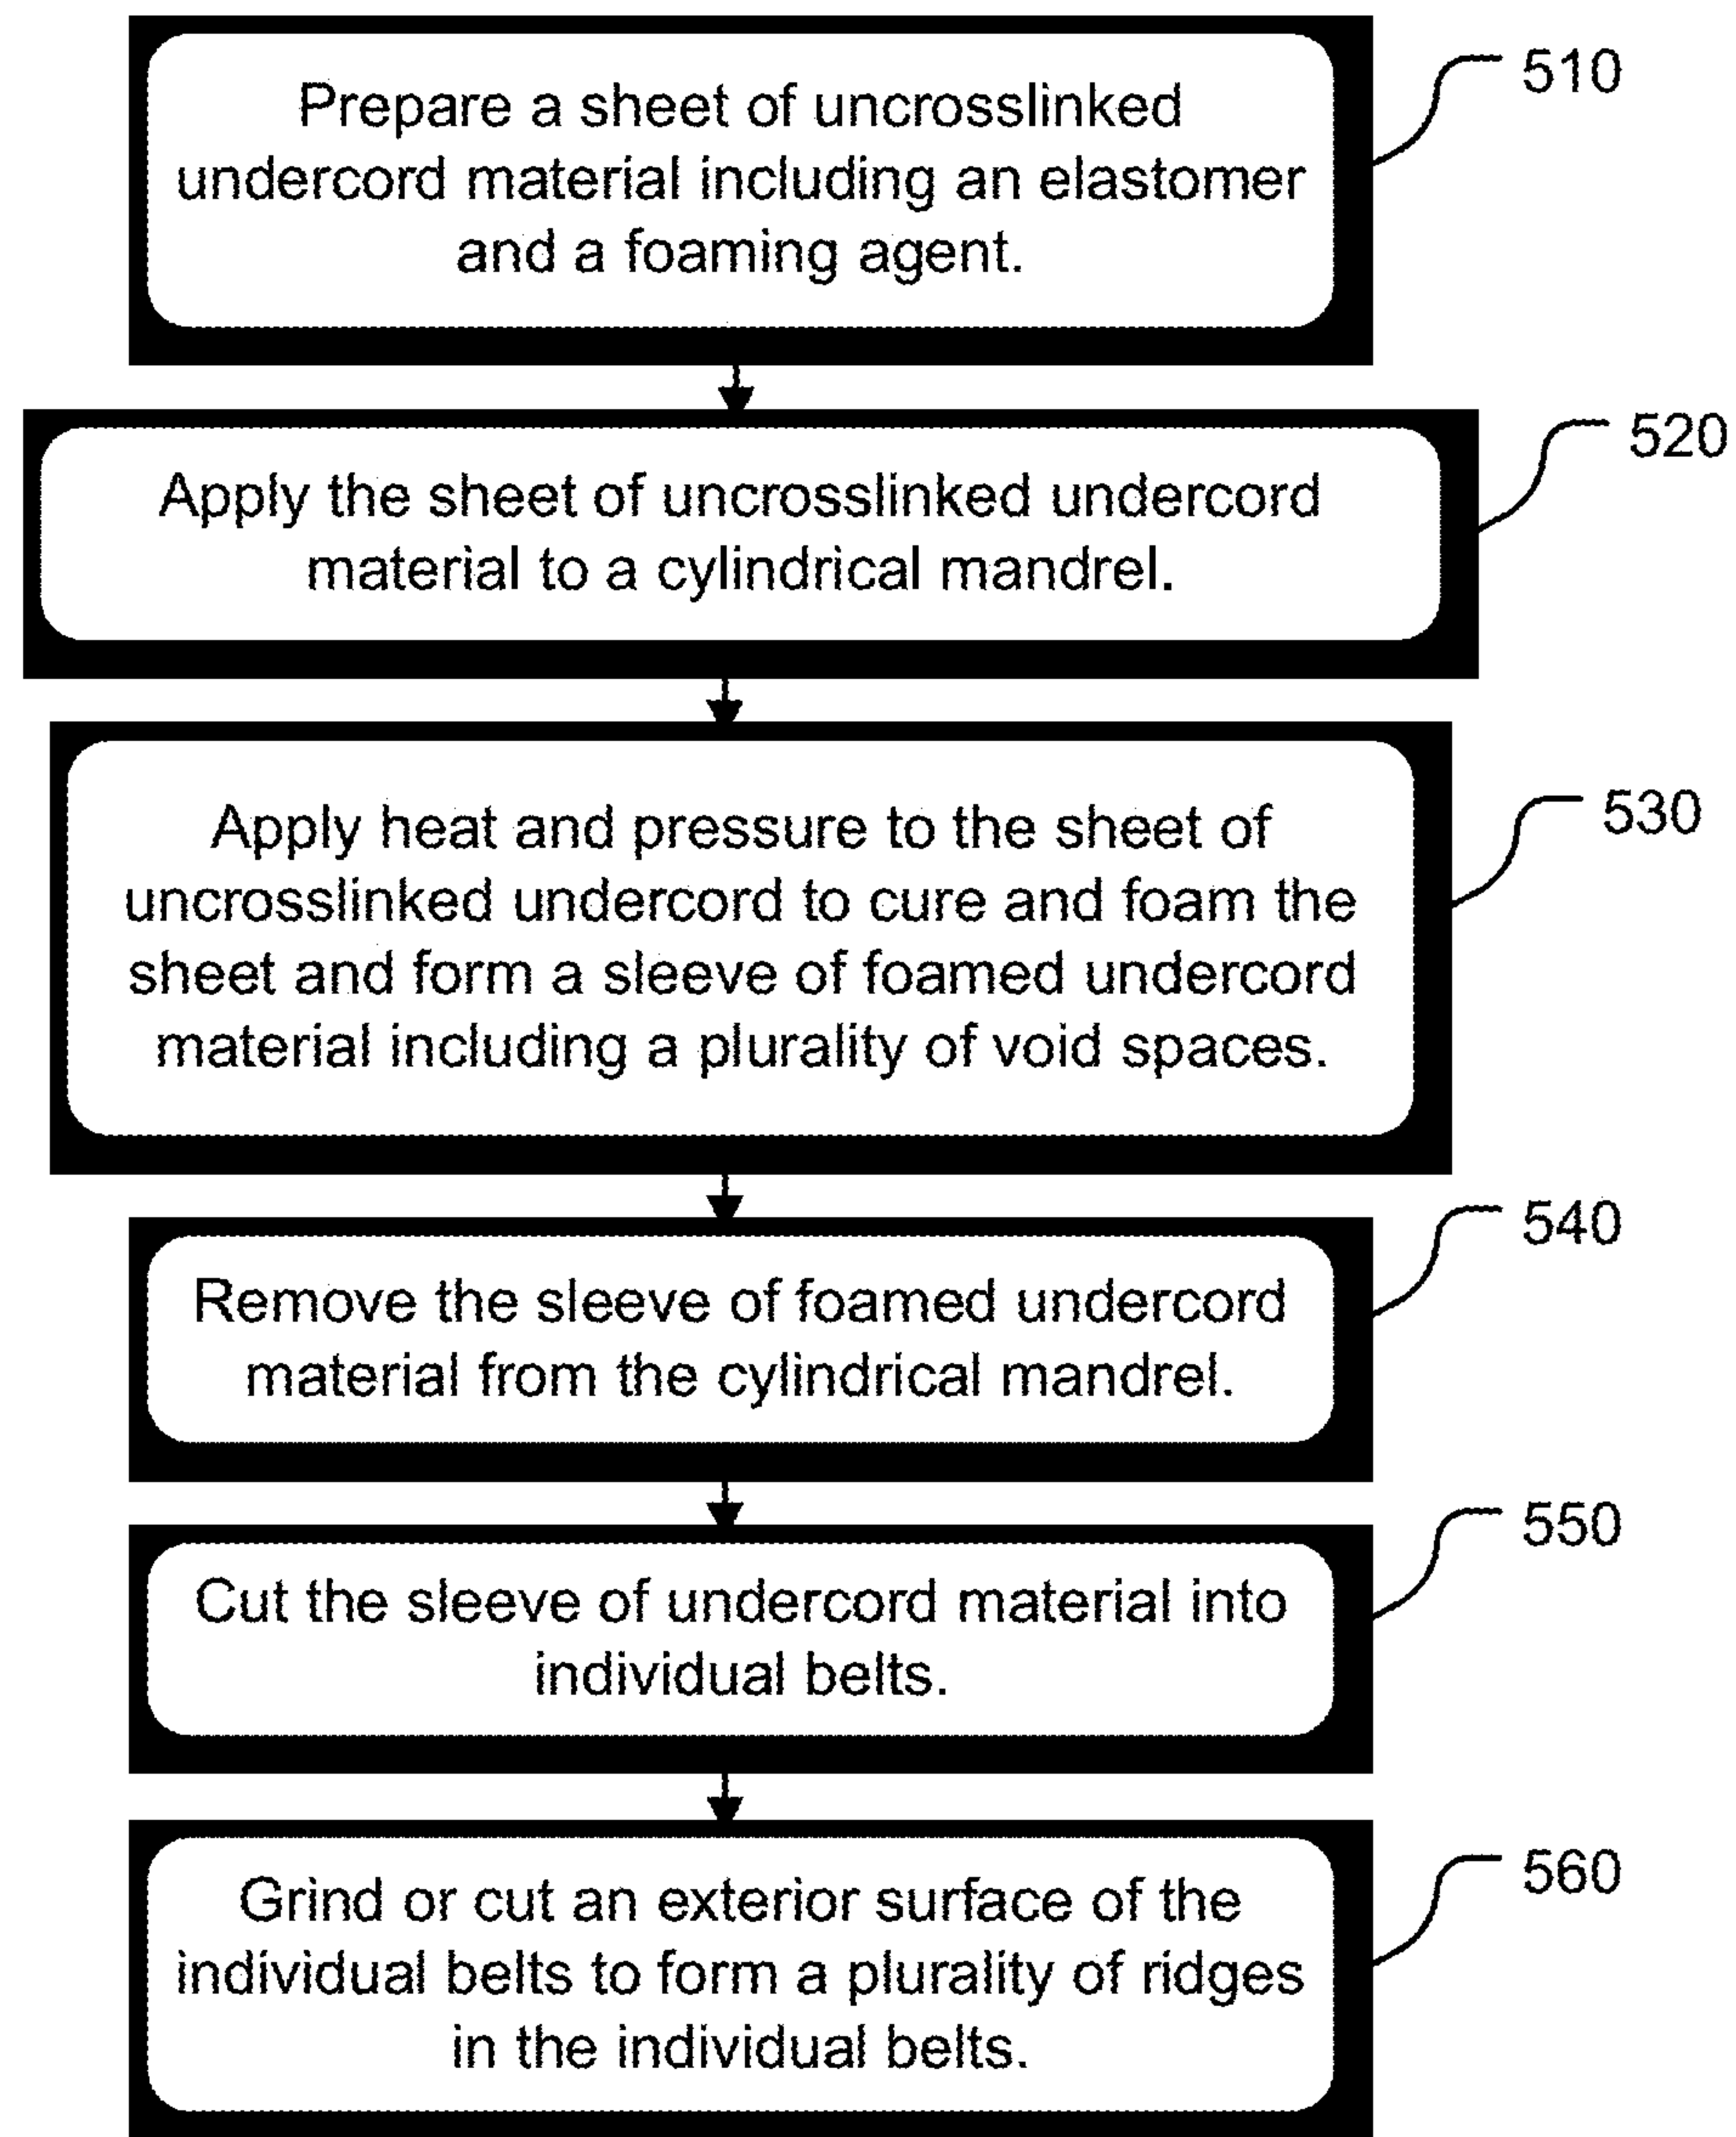 Prepare a sheet of uncrosslinked
undercord material including an elastomer
and a foaming agent.
510
Apply the sheet of uncrosslinked undercord
material to a cylindrical mandrel.
520
Apply heat and pressure to the sheet of
uncrosslinked undercord to cure and foam the
sheet and form a sleeve of foamed undercord
material including a plurality of void spaces.
530
Remove the sleeve of foamed undercord
material from the cylindrical mandrel.
540
Cut the sleeve of undercord material into
individual belts.
550
Grind or cut an exterior surface of the
individual belts to form a plurality of ridges
in the individual belts.
560